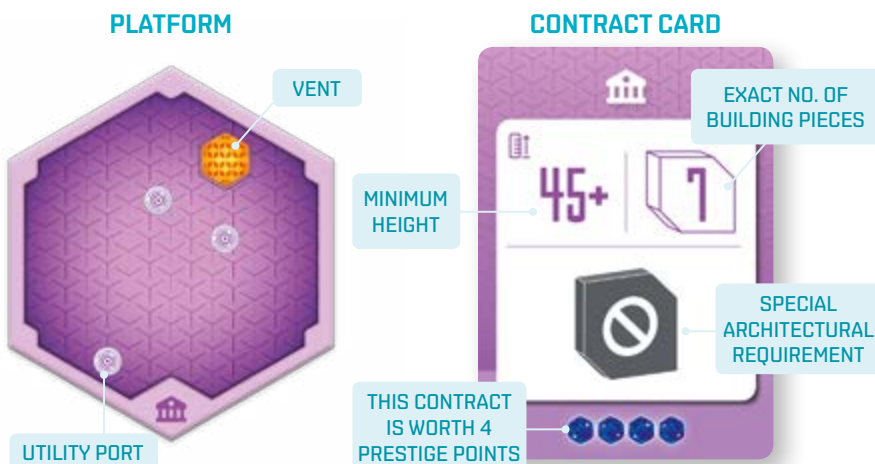 PLATFORM
VENT
UTILITY PORT
CONTRACT CARD
EXACT NO. OF
BUILDING PIECES
45+
7
MINIMUM
HEIGHT
SPECIAL
ARCHITECTURAL
REQUIREMENT
THIS CONTRACT
IS WORTH 4
PRESTIGE POINTS